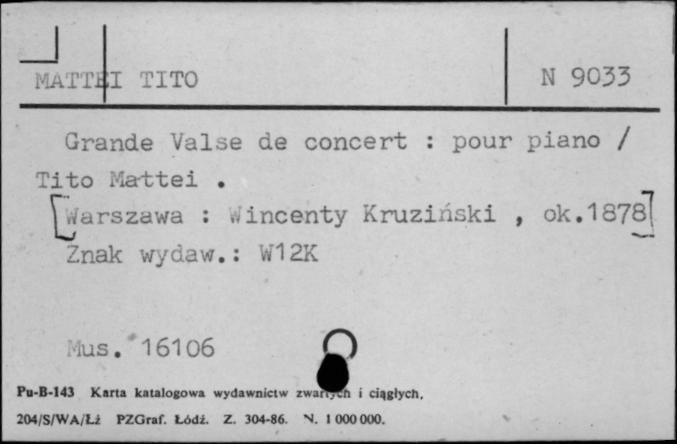 MATTEI TITO N 9033
Grande Valse de concert : pour piano /
Tito Mattei .
[Warszawa : Wincenty Kruziński , ok.1878]
Znak wydaw.: W12K
Mus. 16106
Pu-B-143 Karta katalogowa wydawnictw zwartych i ciągłych.
204/S/WA/Łż PZGraf. Łódź. Z. 304-86. N. 1 000 000.